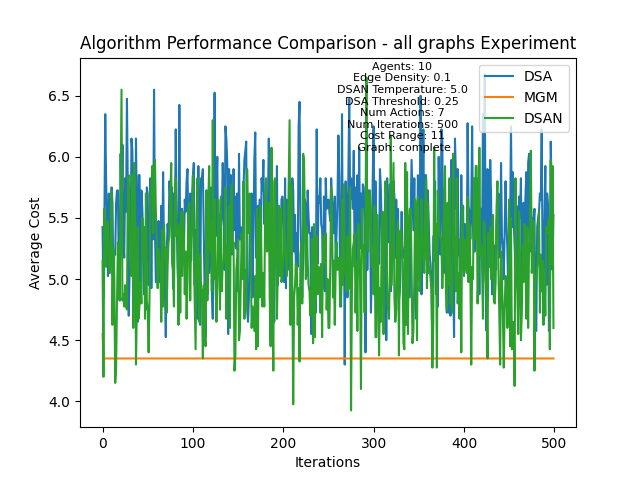 Algorithm Performance Comparison - all graphs Experiment
Agents: 10
Edge Density: 0.1
DSAN Temperature: 5.0
DSA Threshold: 0.25
Num Actions: 7
Num Iterations: 500
Cost Range: 11
Graph: complete
DSA
MGM
DSAN
Average Cost
6.5
6.0
5.5
5.0
4.5
4.0
0
100
200
300
400
500
Iterations